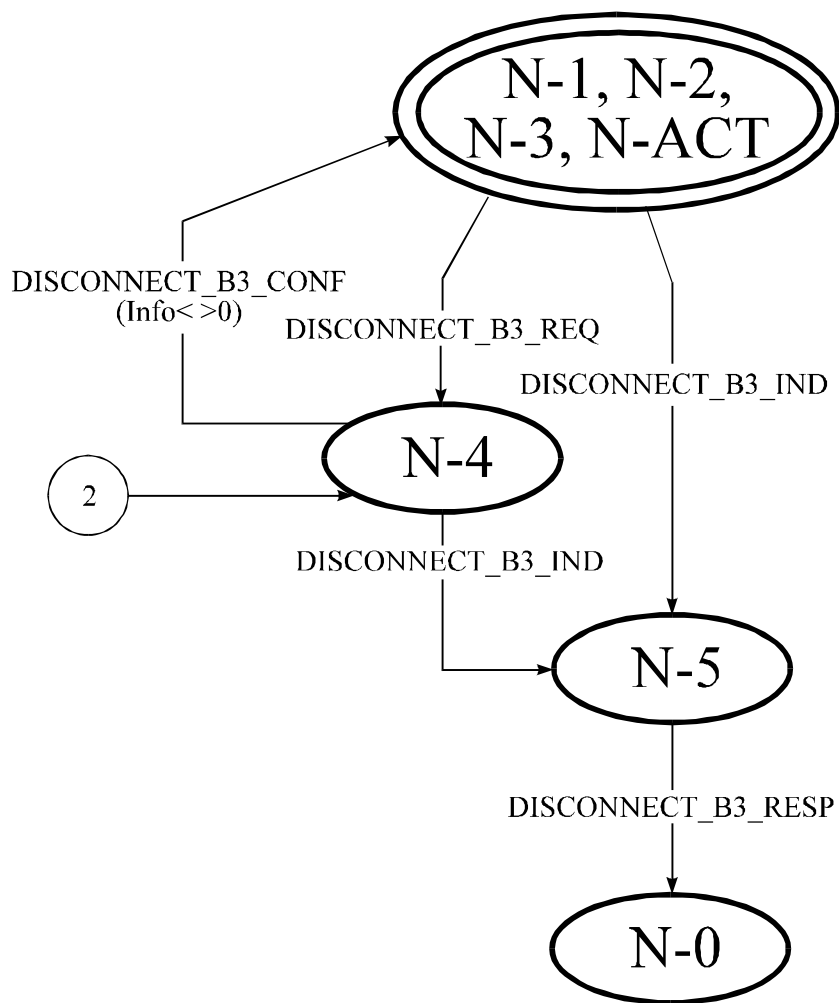 N-1, N-2,
N-3, N-ACT
DISCONNECT_B3_CONF
(Info< >0)
DISCONNECT_B3_REQ
DISCONNECT_B3_IND
N-4
2
DISCONNECT_B3_IND
N-5
DISCONNECT_B3_RESP
N-0